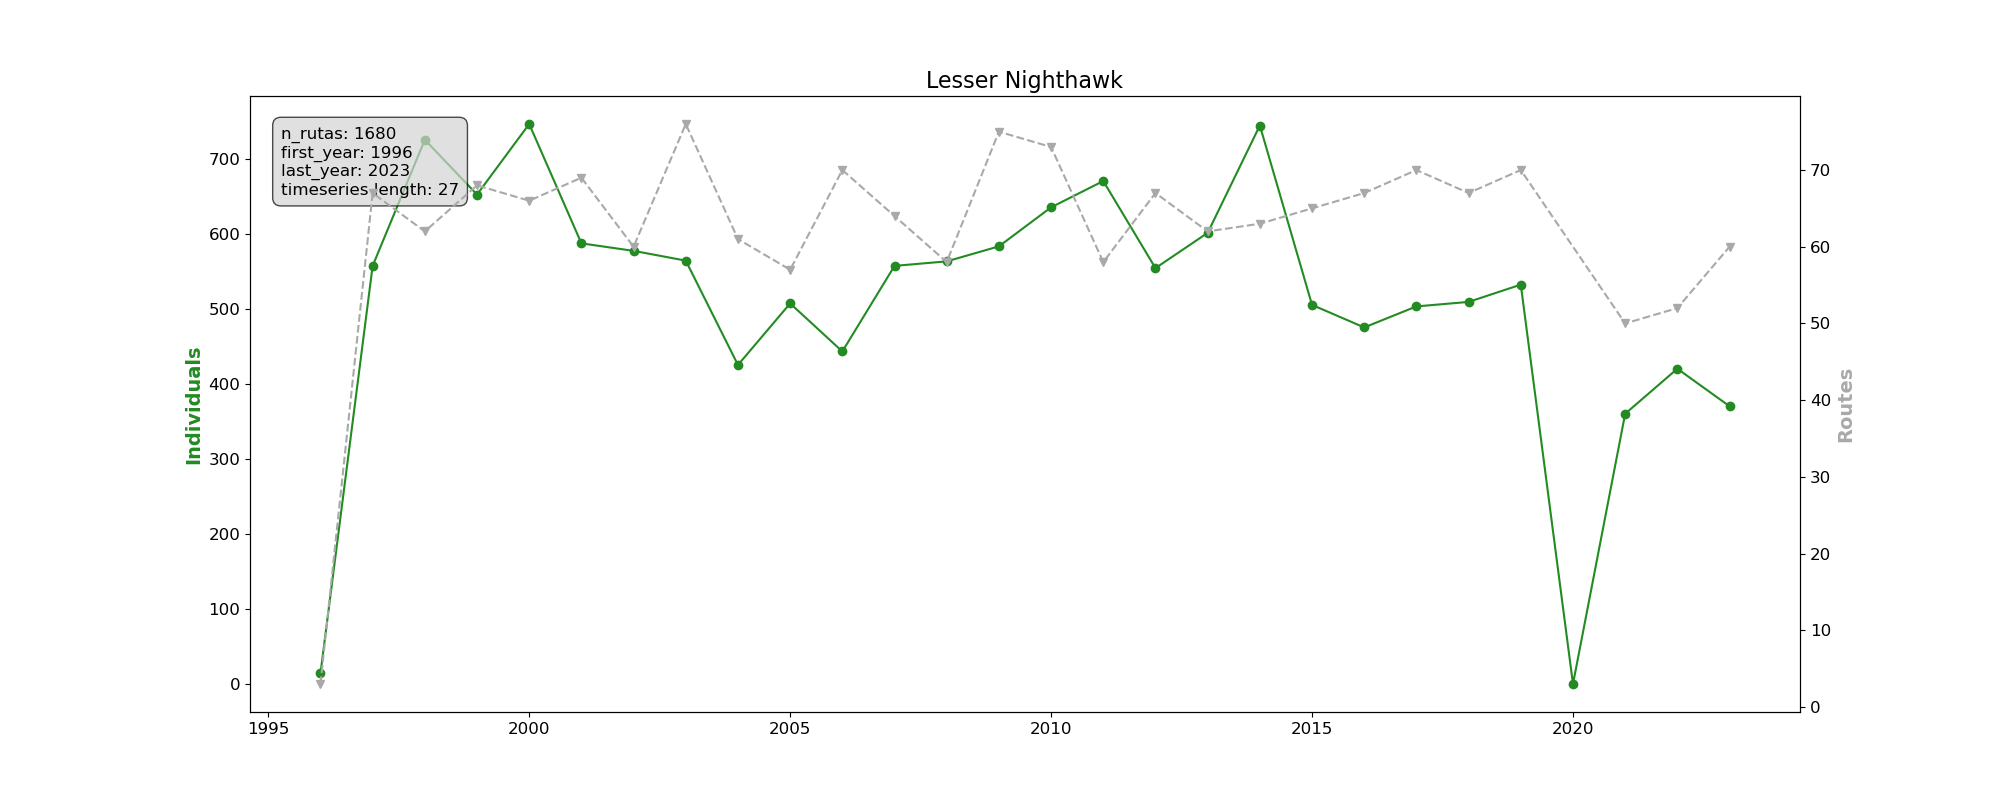 Lesser Nighthawk
n_rutas: 1680
first_year: 1996
last_year: 2023
timeseries length: 27
Individuals
700
600
500
400
300
200
100
0
70
60
50
40
30
20
10
0
Routes
1995 2000 2005 2010 2015 2020